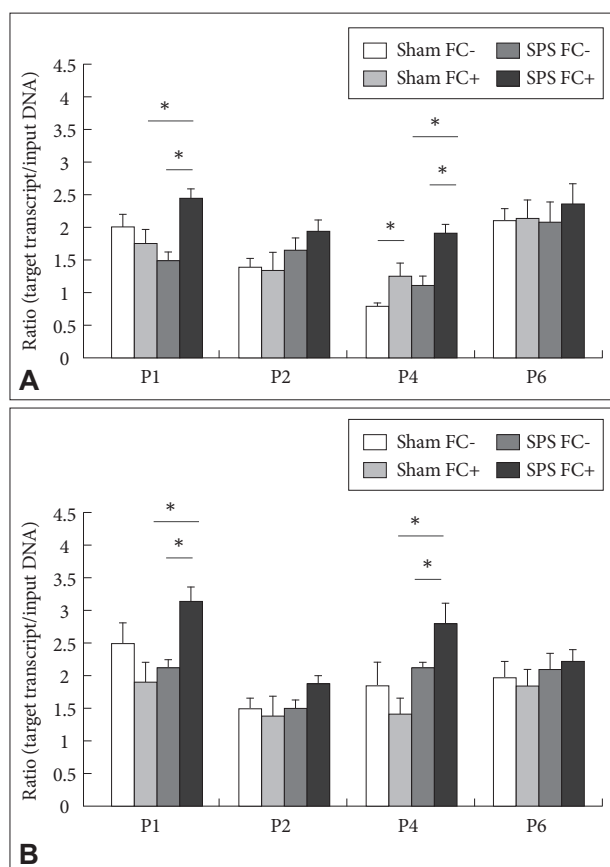 Sham FC- SPS FC-
Sham FC+ SPS FC+
Ratio (target transcript/input DNA)
4.5
4
3.5
3
2.5
2
1.5
1
0.5
0
*
*
*
*
*
P1 P2 P4 P6
A
Sham FC- SPS FC-
Sham FC+ SPS FC+
Ratio (target transcript/input DNA)
4.5
4
3.5
3
2.5
2
1.5
1
0.5
0
*
*
*
*
P1 P2 P4 P6
B